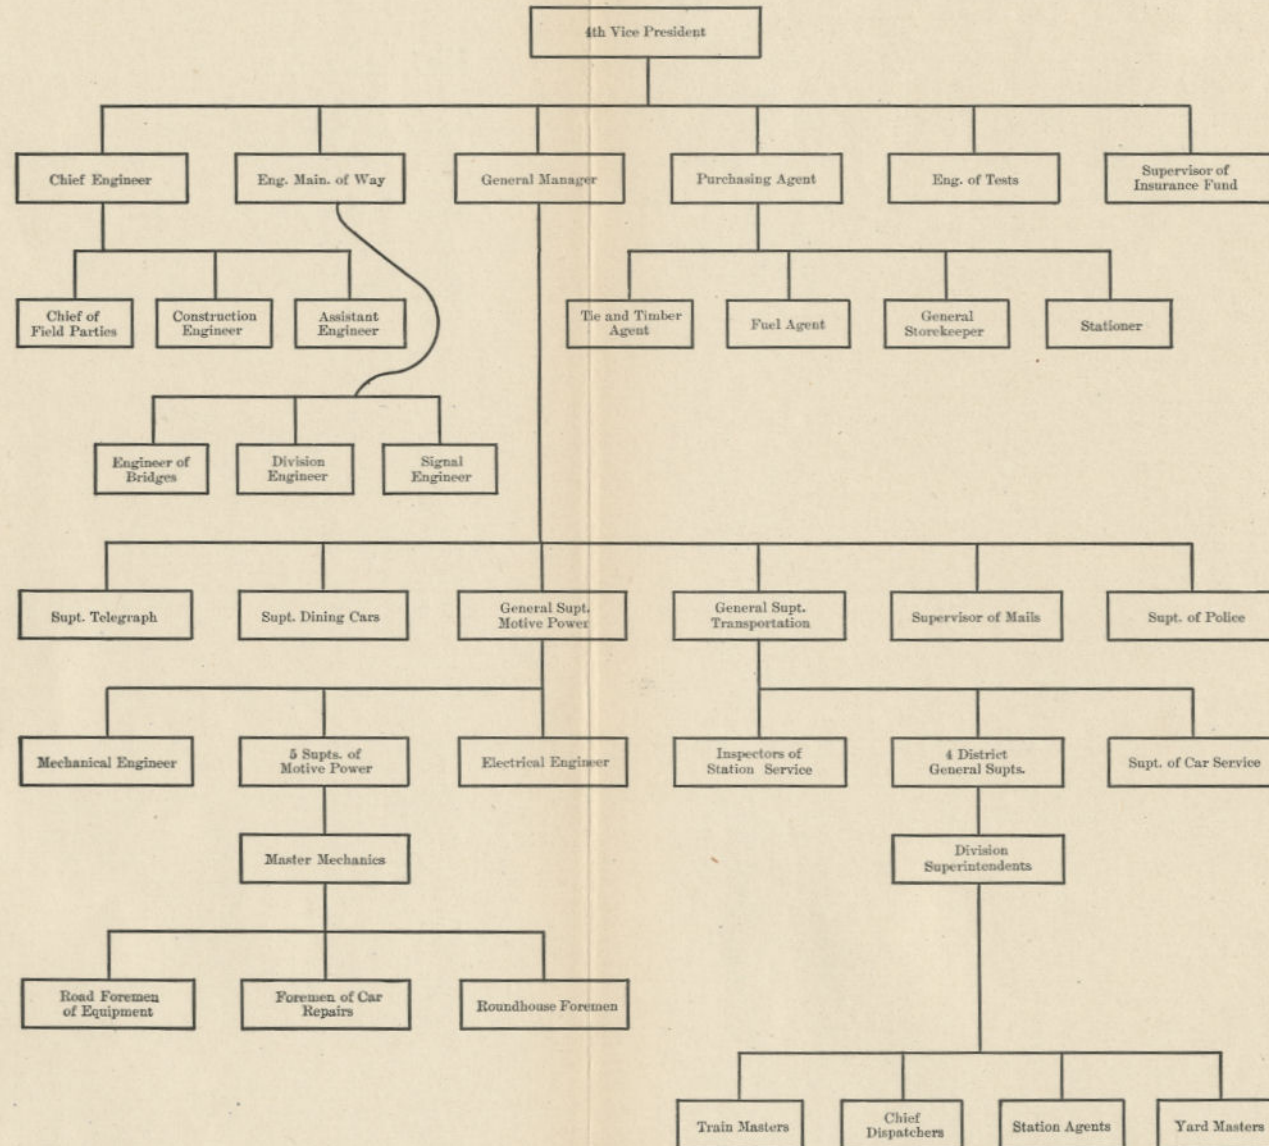 4th Vice President
Chief Engineer
Eng. Main. of Way
General Manager
Purchasing Agent
Eng. of Tests
Supervisor of
Insurance Fund
Chief of
Field Parties
Construction
Engineer
Assistant
Engineer
Tie and Timber
Agent
Fuel Agent
General
Storekeeper
Stationer
Engineer of
Bridges
Division
Engineer
Signal
Engineer
Supt. Telegraph
Supt. Dining Cars
General Supt.
Motive Power
General Supt.
Transportation
Supervisor of Mails
Supt. of Police
Mechanical Engineer
5 Supts. of
Motive Power
Electrical Engineer
Inspectors of
Station Service
4 District
General Supts.
Supt. of Car Service
Master Mechanics
Division
Superintendents
Road Foremen
of Equipment
Foremen of Car
Repairs
Roundhouse Foremen
Train Masters
Chief
Dispatchers
Station Agents
Yard Masters